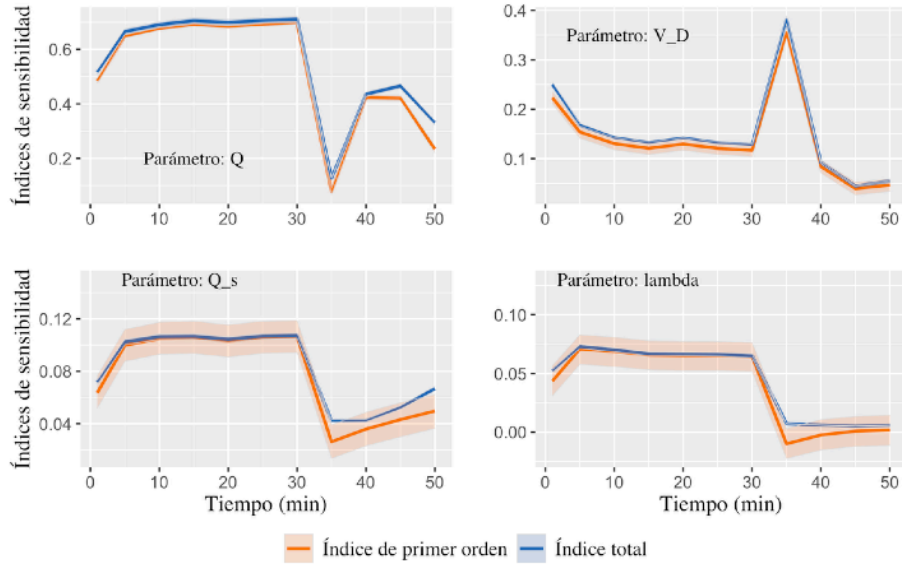 Índices de sensibilidad
0.6
0.4
0.2
Parámetro: Q
0 10 20 30 40 50
0.4
0.3
0.2
0.1
Parámetro: V_D
0 10 20 30 40 50
Índices de sensibilidad
0.12
0.08
0.04
Parámetro: Q_s
0 10 20 30 40 50
Tiempo (min)
0.10
0.05
0.00
Parámetro: lambda
0 10 20 30 40 50
Tiempo (min)
Índice de primer orden Índice total